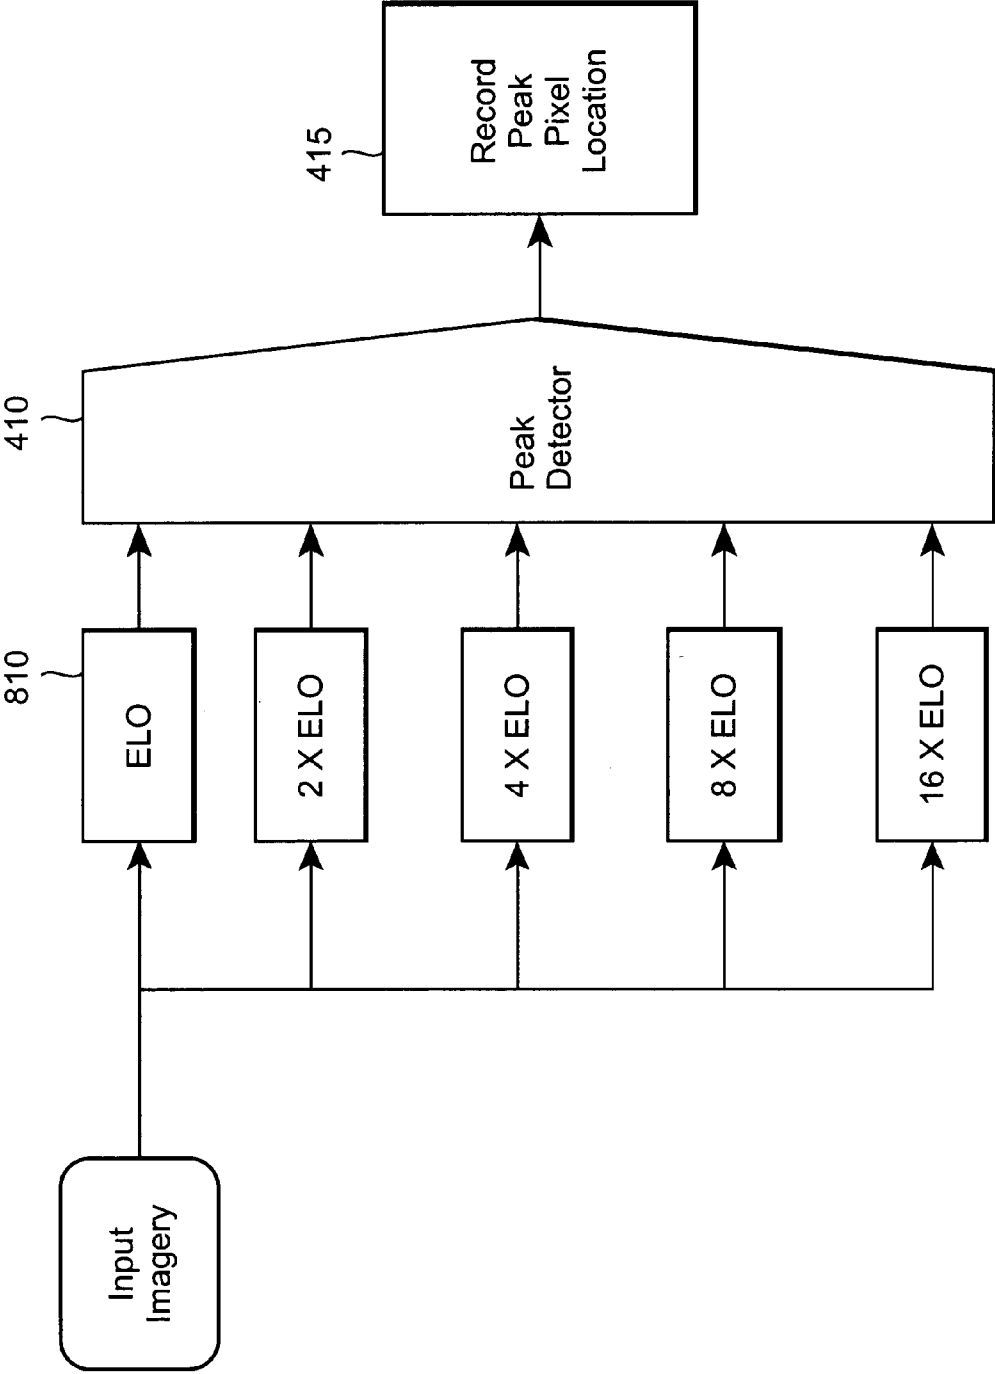 Input
Imagery
810
ELO
2 X ELO
4 X ELO
8 X ELO
16 X ELO
410
Peak
Detector
415
Record
Peak
Pixel
Location